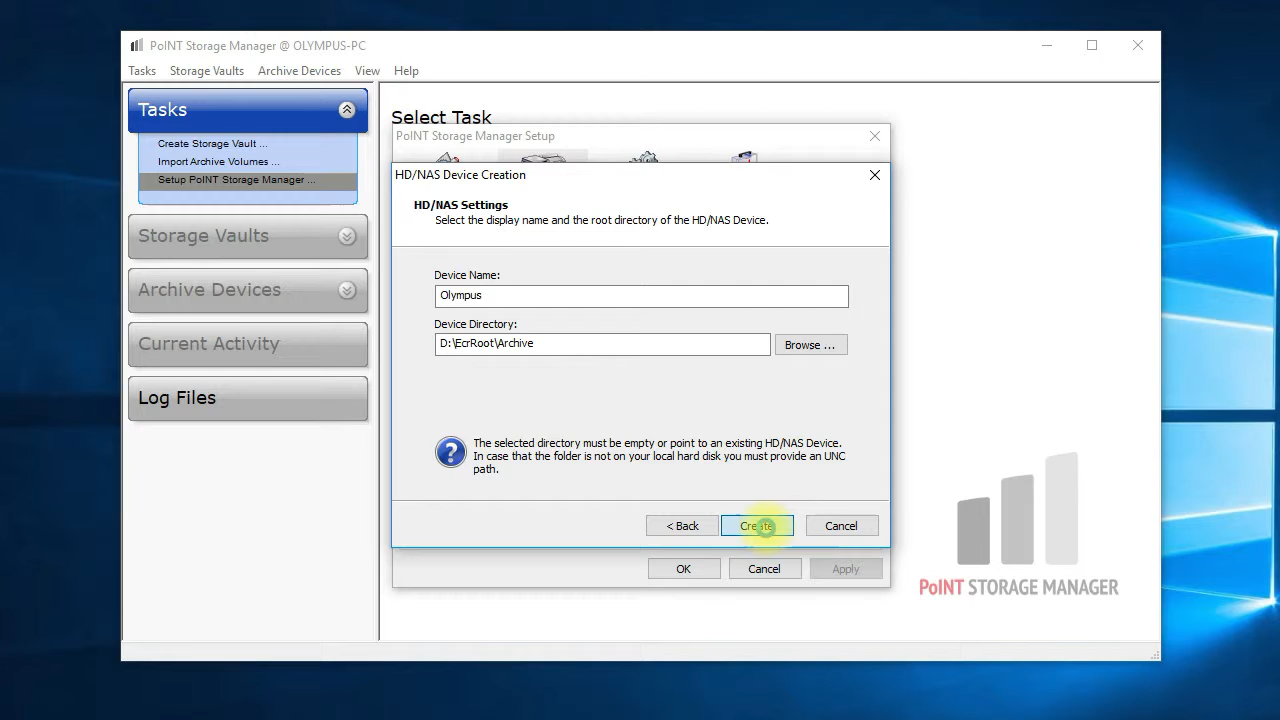 PoINT Storage Manager @ OLYMPUS-PC
Tasks Storage Vaults Archive Devices View Help
Tasks
Create Storage Vault ...
Import Archive Volumes ...
Setup PoINT Storage Manager ...
Storage Vaults
Archive Devices
Current Activity
Log Files
Select Task
PoINT Storage Manager Setup
HD/NAS Device Creation
HD/NAS Settings
Select the display name and the root directory of the HD/NAS Device.
Device Name:
Olympus
Device Directory:
D:\EcrRoot\Archive
Browse ...
The selected directory must be empty or point to an existing HD/NAS Device.
In case that the folder is not on your local hard disk you must provide an UNC
path.
< Back Create Cancel
OK Cancel Apply
PoINT STORAGE MANAGER